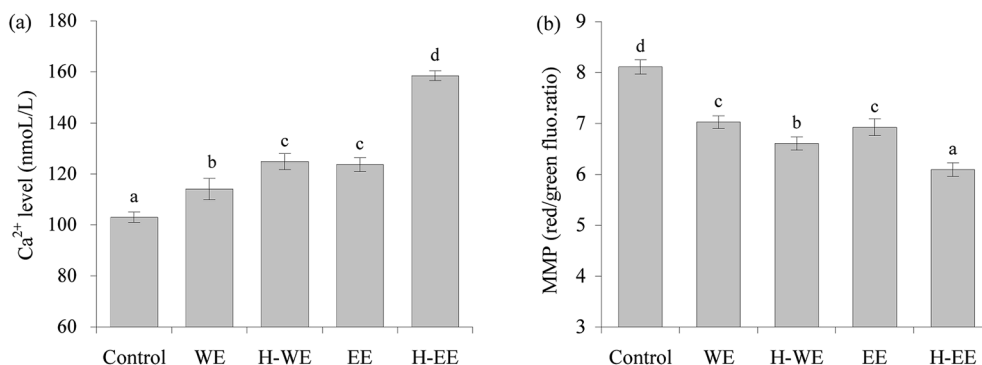 (a)
Ca²⁺ level (nmoL/L)
180
160
140
120
100
80
60
a
b
c
c
d
Control WE H-WE EE H-EE
(b)
MMP (red/green fluo.ratio)
9
8
7
6
5
4
3
d
c
b
c
a
Control WE H-WE EE H-EE